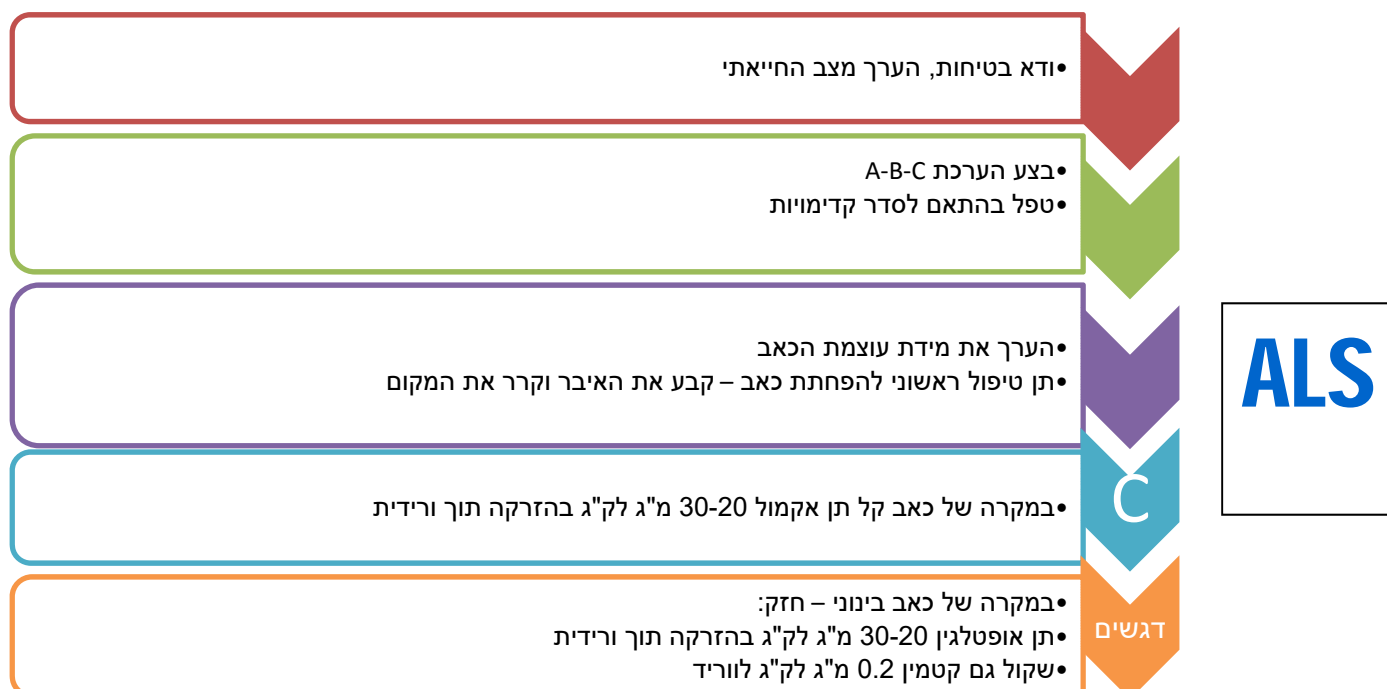 •ודא בטיחות, הערך מצב החייאתי
•בצע הערכת A-B-C
•טפל בהתאם לסדר קדימויות
•הערך את מידת עוצמת הכאב
•תן טיפול ראשוני להפחתת כאב – קבע את האיבר וקרר את המקום
ALS
C
•במקרה של כאב קל תן אקמול 30-20 מ"ג לק"ג בהזרקה תוך ורידית
דגשים
•במקרה של כאב בינוני – חזק:
•תן אופטלגין 30-20 מ"ג לק"ג בהזרקה תוך ורידית
•שקול גם קטמין 0.2 מ"ג לק"ג לווריד